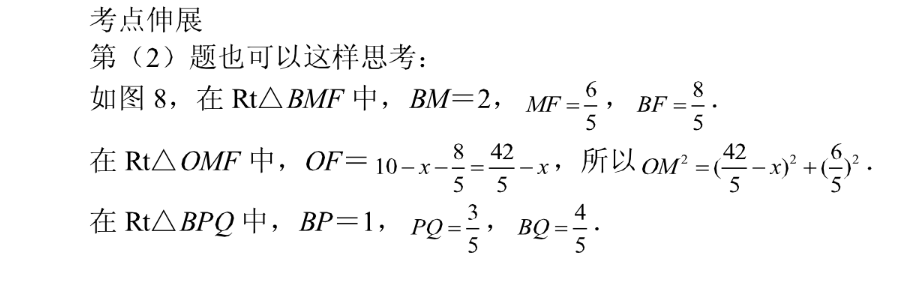 考点伸展
第（2）题也可以这样思考：
如图 8，在 Rt△BMF 中，BM＝2， MF = 6/5 ， BF = 8/5 ．
在 Rt△OMF 中，OF＝ 10 − x − 8/5 = 42/5 − x ，所以 OM² = (42/5 − x)² + (6/5)² ．
在 Rt△BPQ 中，BP＝1， PQ = 3/5 ， BQ = 4/5 ．